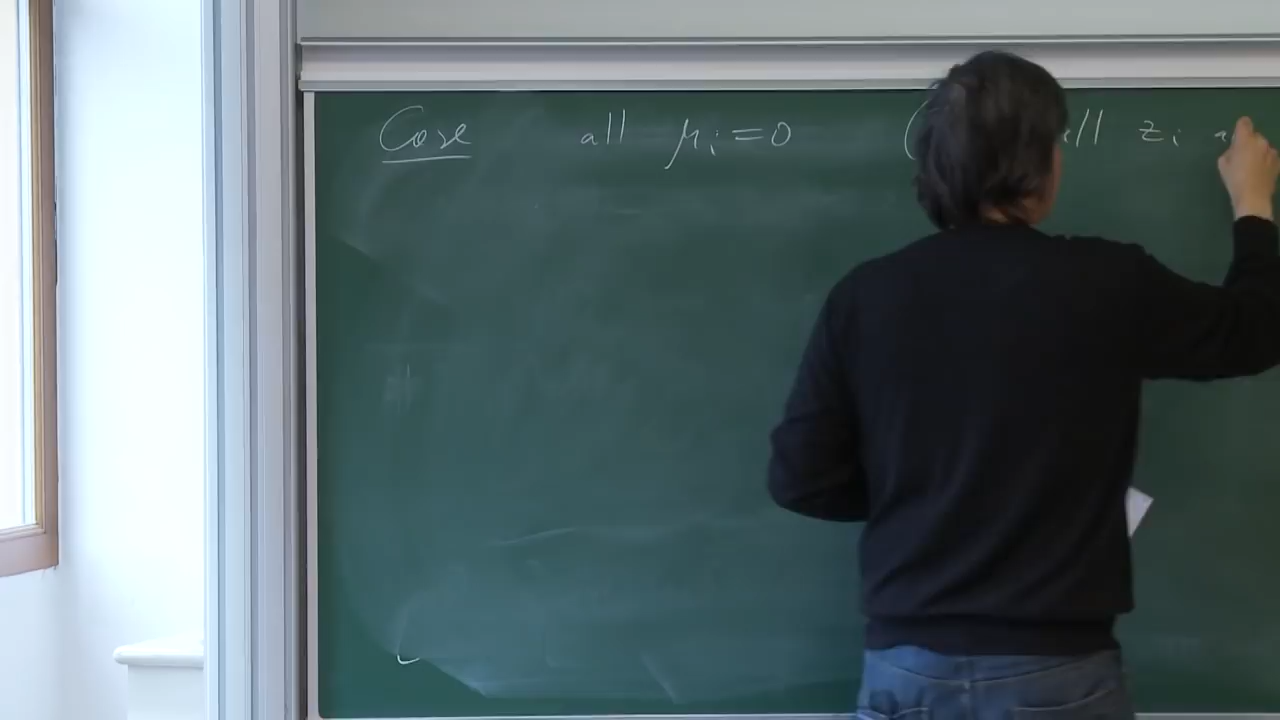 Case all μi = 0 ( all zi